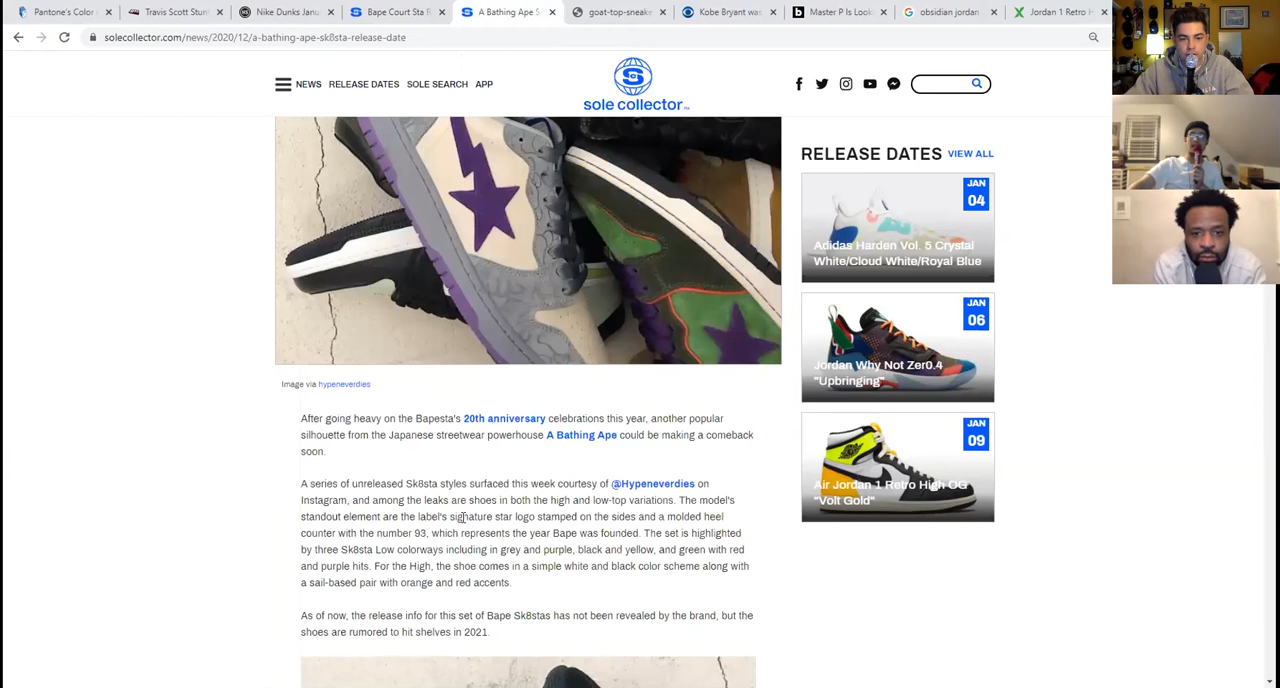 Pantone's Color
Travis Scott Stunt
Nike Dunks Janu
Bape Court Sta R
A Bathing Ape S
goat-top-sneake
Kobe Bryant was
Master P Is Look
obsidian jordan
Jordan 1 Retro H
solecollector.com/news/2020/12/a-bathing-ape-sk8sta-release-date
NEWS RELEASE DATES SOLE SEARCH APP
sole collector
RELEASE DATES VIEW ALL
JAN
04
Adidas Harden Vol. 5 Crystal
White/Cloud White/Royal Blue
JAN
06
Jordan Why Not Zer0.4
"Upbringing"
JAN
09
Air Jordan 1 Retro High OG
"Volt Gold"
Image via hypeneverdies
After going heavy on the Bapesta's 20th anniversary celebrations this year, another popular
silhouette from the Japanese streetwear powerhouse A Bathing Ape could be making a comeback
soon.
A series of unreleased Sk8sta styles surfaced this week courtesy of @Hypeneverdies on
Instagram, and among the leaks are shoes in both the high and low-top variations. The model's
standout element are the label's signature star logo stamped on the sides and a molded heel
counter with the number 93, which represents the year Bape was founded. The set is highlighted
by three Sk8sta Low colorways including in grey and purple, black and yellow, and green with red
and purple hits. For the High, the shoe comes in a simple white and black color scheme along with
a sail-based pair with orange and red accents.
As of now, the release info for this set of Bape Sk8stas has not been revealed by the brand, but the
shoes are rumored to hit shelves in 2021.